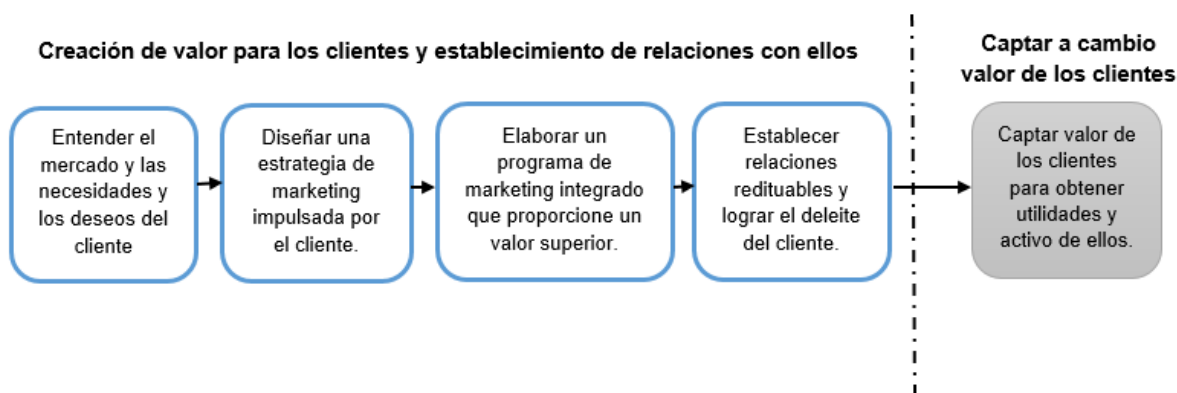 Creación de valor para los clientes y establecimiento de relaciones con ellos
Captar a cambio
valor de los clientes
Entender el
mercado y las
necesidades y
los deseos del
cliente
Diseñar una
estrategia de
marketing
impulsada por
el cliente.
Elaborar un
programa de
marketing integrado
que proporcione un
valor superior.
Establecer
relaciones
redituables y
lograr el deleite
del cliente.
Captar valor de
los clientes
para obtener
utilidades y
activo de ellos.